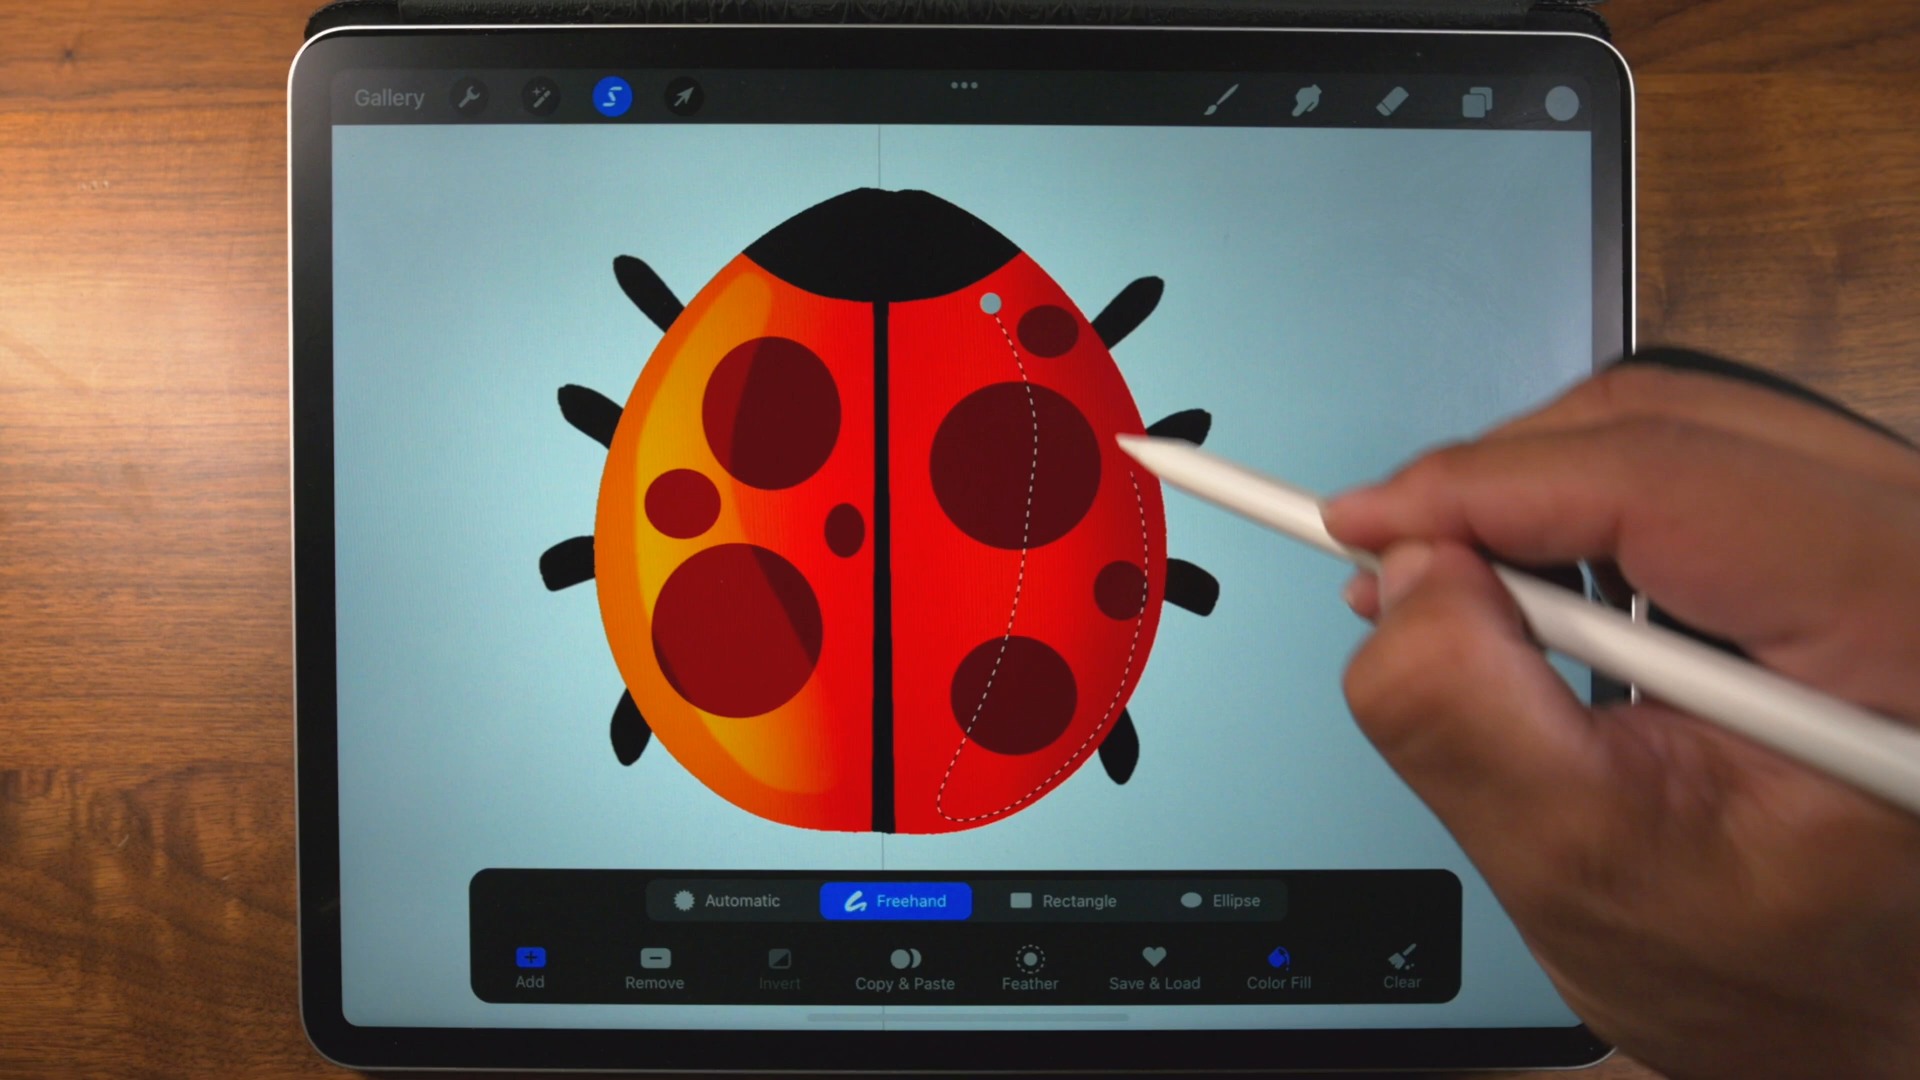 Gallery
Automatic Freehand Rectangle Ellipse
Add Remove Invert Copy & Paste Feather Save & Load Color Fill Clear